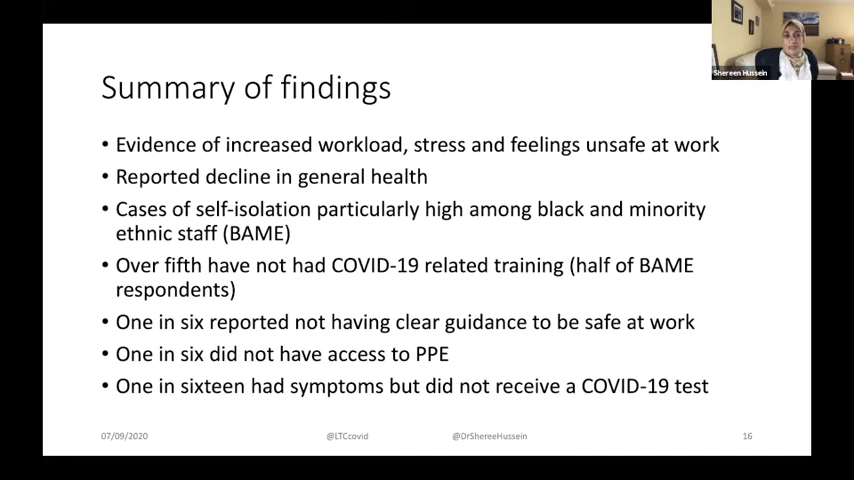 Shereen Hussein
Summary of findings
• Evidence of increased workload, stress and feelings unsafe at work
• Reported decline in general health
• Cases of self-isolation particularly high among black and minority
ethnic staff (BAME)
• Over fifth have not had COVID-19 related training (half of BAME
respondents)
• One in six reported not having clear guidance to be safe at work
• One in six did not have access to PPE
• One in sixteen had symptoms but did not receive a COVID-19 test
07/09/2020
@LTCcovid
@DrShereeHussein
16